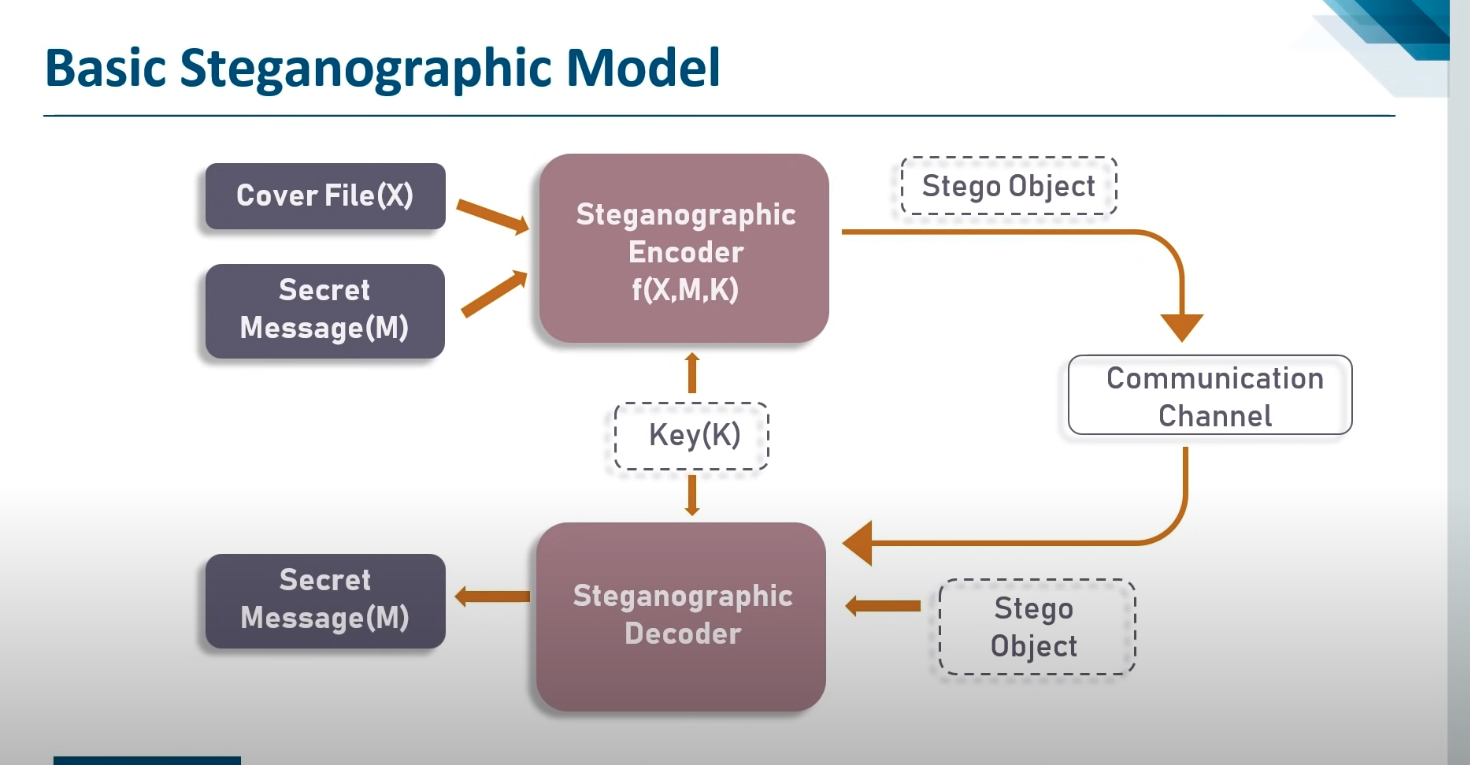 Basic Steganographic Model
Cover File(X)
Secret
Message(M)
Steganographic
Encoder
f(X,M,K)
Stego Object
Communication
Channel
Key(K)
Steganographic
Decoder
Stego
Object
Secret
Message(M)